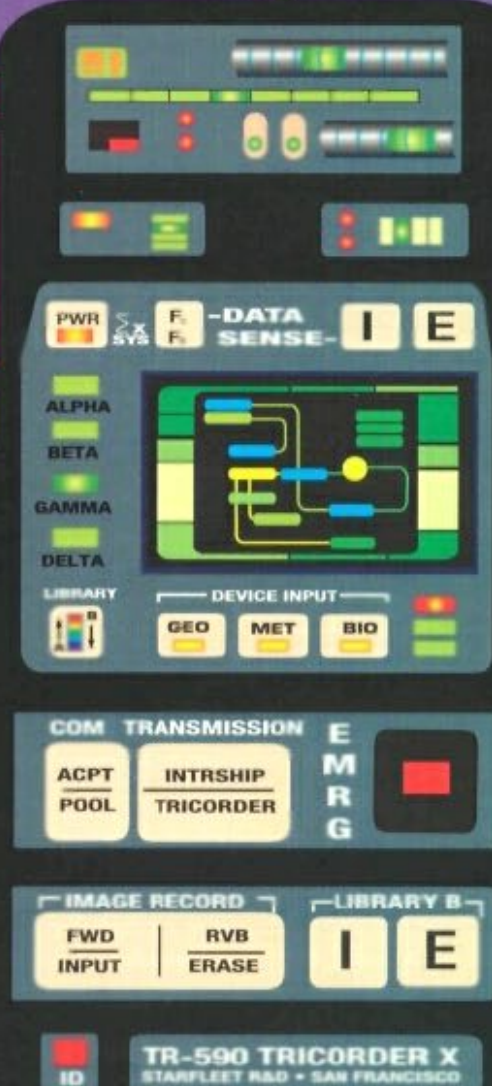 PWR
SYS
F₁
F₂
-DATA
SENSE-
I
E
ALPHA
BETA
GAMMA
DELTA
LIBRARY
A
B
DEVICE INPUT
GEO
MET
BIO
COM TRANSMISSION
ACPT
POOL
INTRSHIP
TRICORDER
EMRG
IMAGE RECORD
FWD
INPUT
RVB
ERASE
LIBRARY B
I
E
ID
TR-590 TRICORDER X
STARFLEET R&D • SAN FRANCISCO